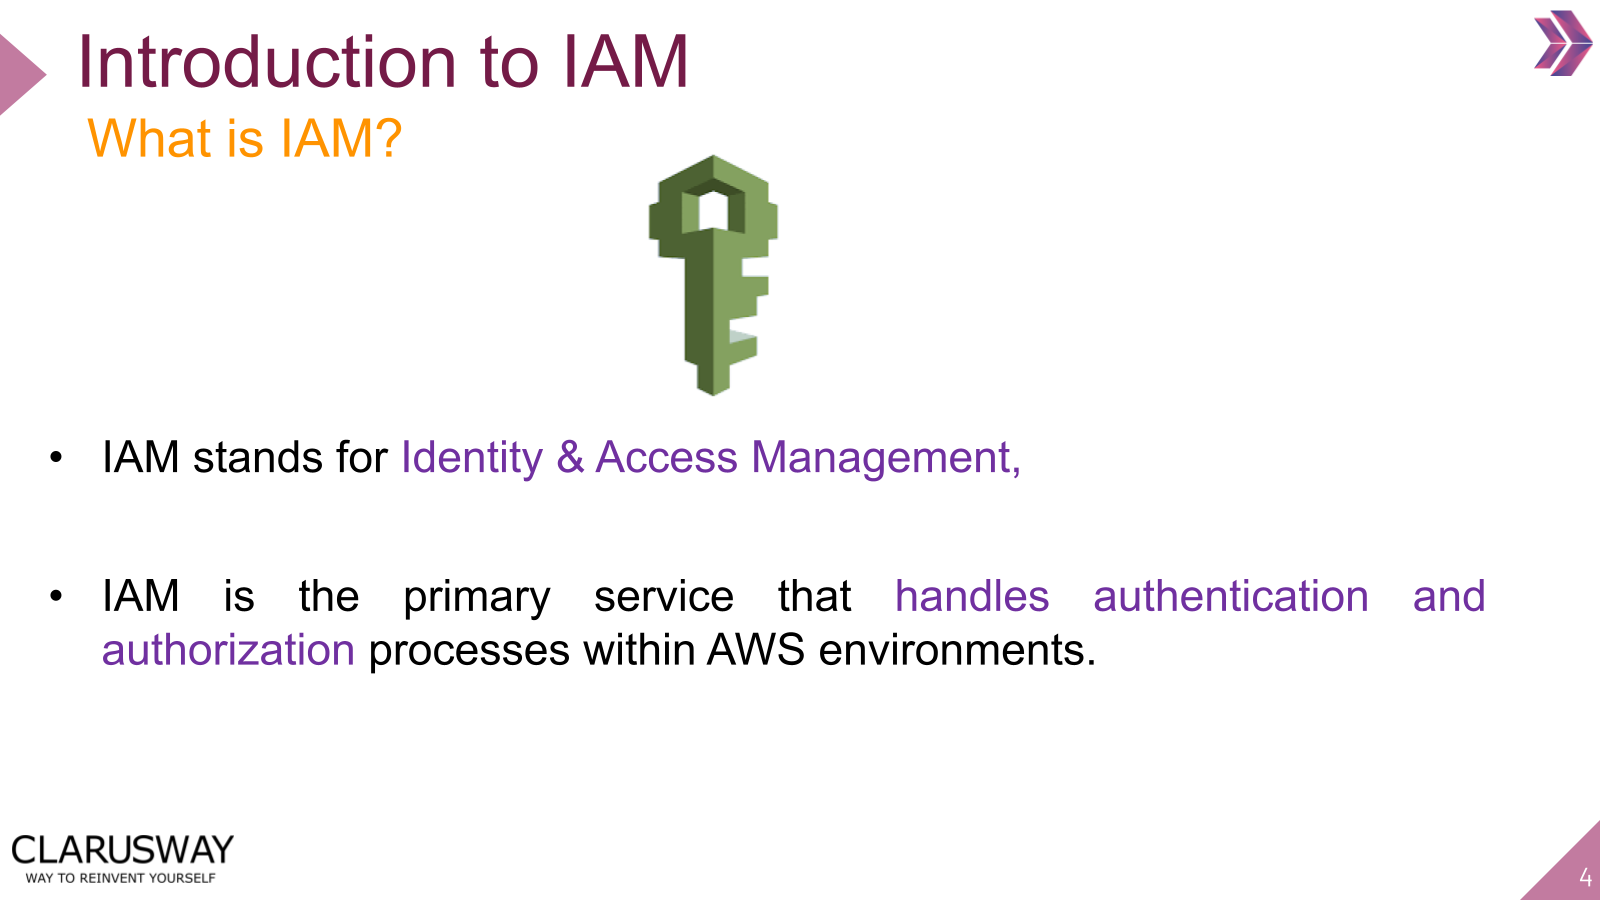 Introduction to IAM
What is IAM?
• IAM stands for Identity & Access Management,
• IAM is the primary service that handles authentication and
authorization processes within AWS environments.
CLARUSWAY
WAY TO REINVENT YOURSELF
4